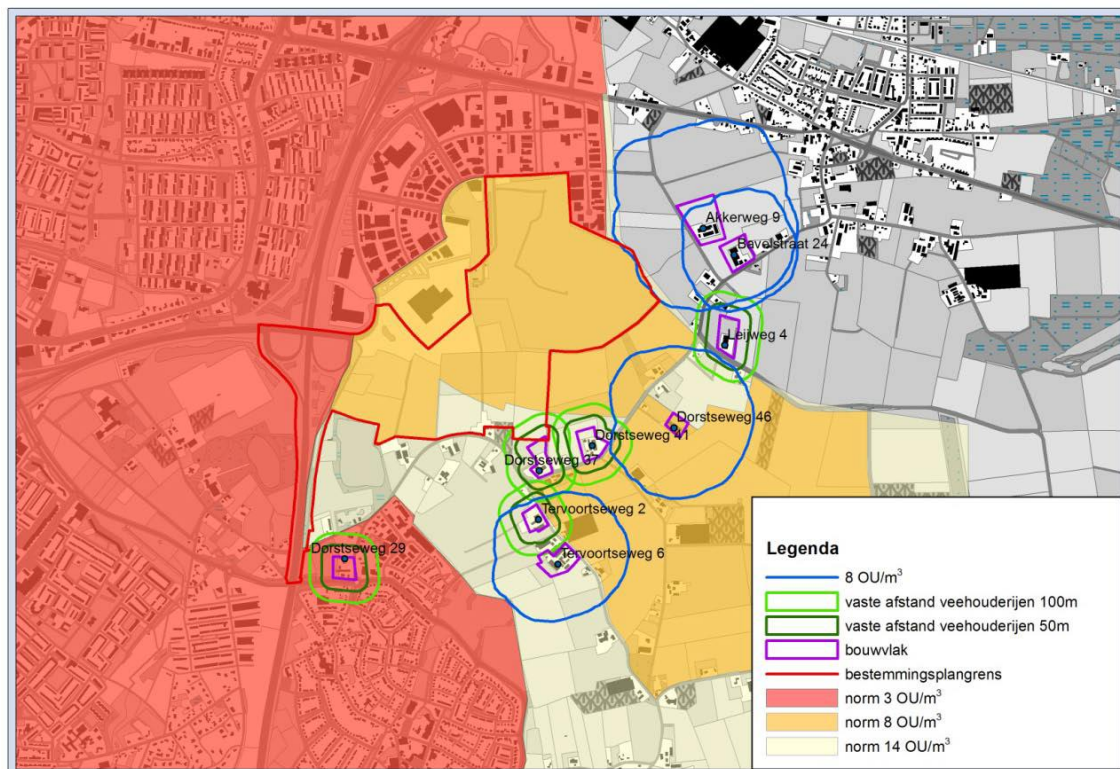 Akkerweg 9
Bavelstraat 24
Leijweg 4
Dorstseweg 46
Dorstseweg 41
Dorstseweg 37
Tervoortseweg 2
Tervoortseweg 6
Dorstseweg 29
Legenda
8 OU/m³
vaste afstand veehouderijen 100m
vaste afstand veehouderijen 50m
bouwvlak
bestemmingsplangrens
norm 3 OU/m³
norm 8 OU/m³
norm 14 OU/m³